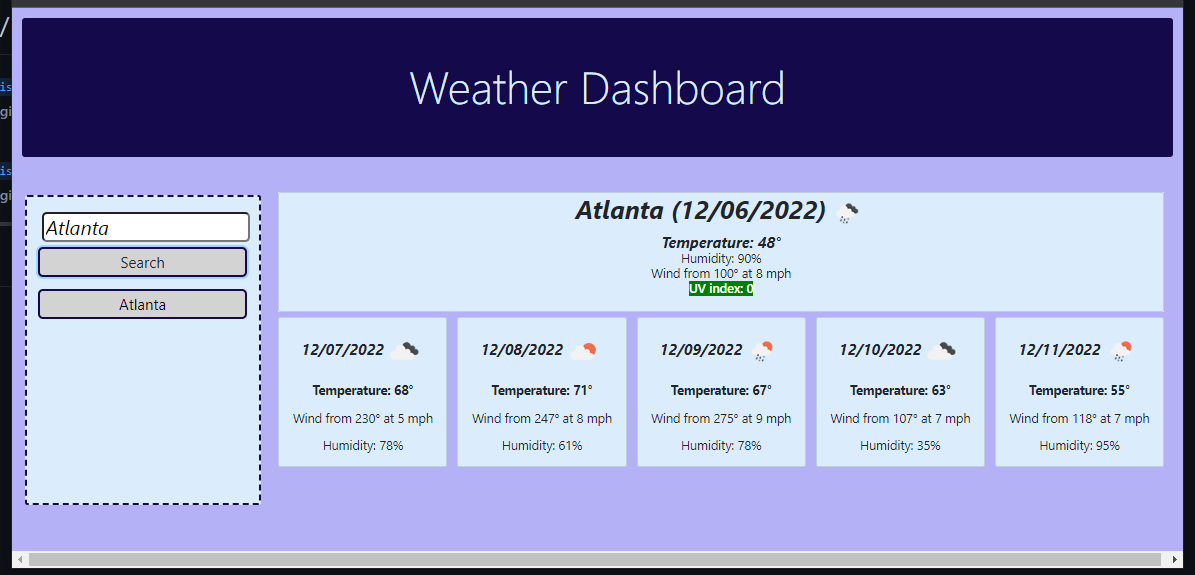 /
is
gi
is
gi
Weather Dashboard
Atlanta
Search
Atlanta
Atlanta (12/06/2022)
Temperature: 48°
Humidity: 90%
Wind from 100° at 8 mph
UV index: 0
12/07/2022
Temperature: 68°
Wind from 230° at 5 mph
Humidity: 78%
12/08/2022
Temperature: 71°
Wind from 247° at 8 mph
Humidity: 61%
12/09/2022
Temperature: 67°
Wind from 275° at 9 mph
Humidity: 78%
12/10/2022
Temperature: 63°
Wind from 107° at 7 mph
Humidity: 35%
12/11/2022
Temperature: 55°
Wind from 118° at 7 mph
Humidity: 95%